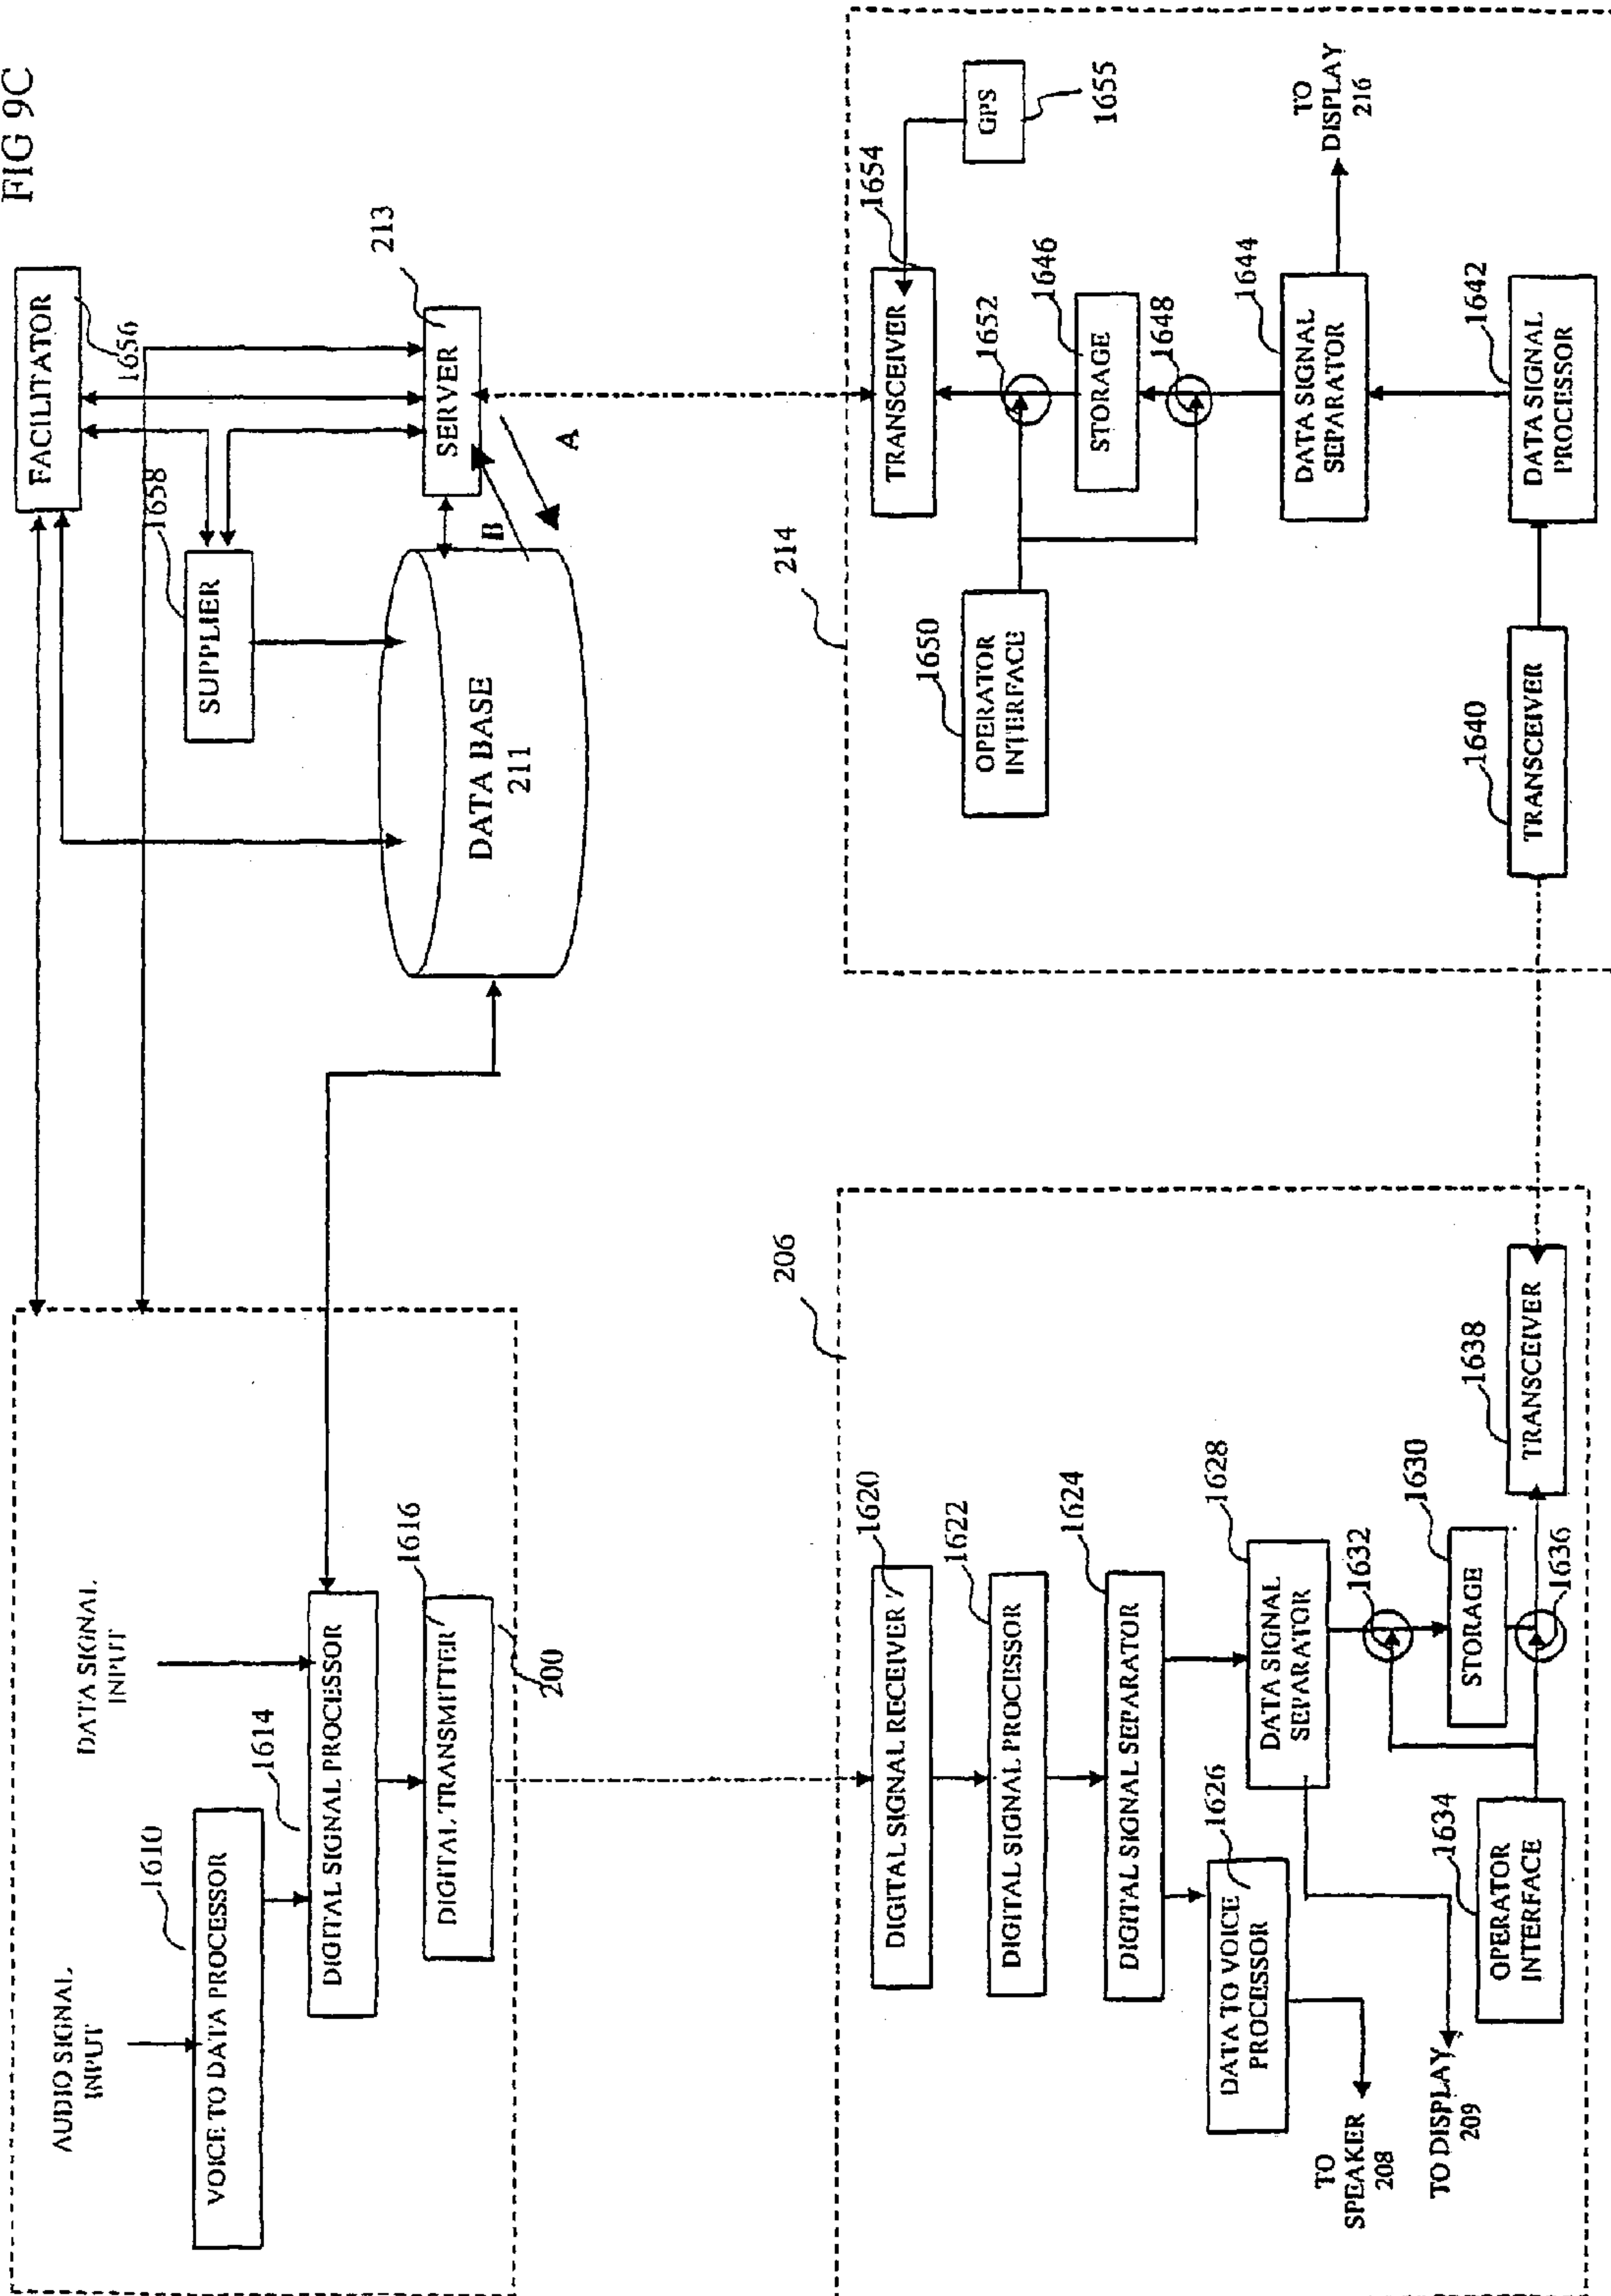 FIG 9C
AUDIO SIGNAL
INPUT
DATA SIGNAL
INPUT
1610
VOICE TO DATA PROCESSOR
1614
DIGITAL SIGNAL PROCESSOR
1616
DIGITAL TRANSMITTER
200
FACILITATOR
1656
1658
SUPPLIER
213
SERVER
A
B
DATA BASE
211
206
1620
DIGITAL SIGNAL RECEIVER
1622
DIGITAL SIGNAL PROCESSOR
1624
DIGITAL SIGNAL SEPARATOR
1626
DATA TO VOICE
PROCESSOR
1628
DATA SIGNAL
SEPARATOR
1632
1630
STORAGE
1636
1634
OPERATOR
INTERFACE
1638
TRANSCEIVER
TO
SPEAKER
208
TO DISPLAY
209
214
1654
TRANSCEIVER
GPS
1655
1652
1646
STORAGE
1648
1650
OPERATOR
INTERFACE
1644
DATA SIGNAL
SEPARATOR
TO
DISPLAY
216
1642
DATA SIGNAL
PROCESSOR
1640
TRANSCEIVER